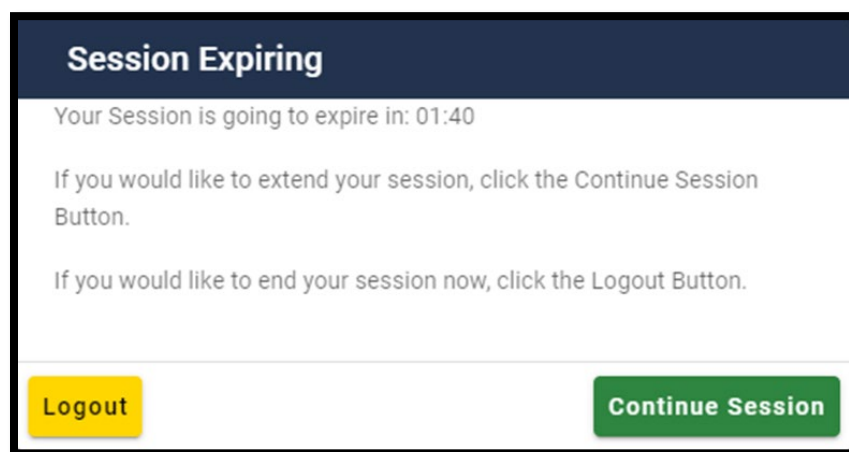 Session Expiring
Your Session is going to expire in: 01:40
If you would like to extend your session, click the Continue Session
Button.
If you would like to end your session now, click the Logout Button.
Logout
Continue Session